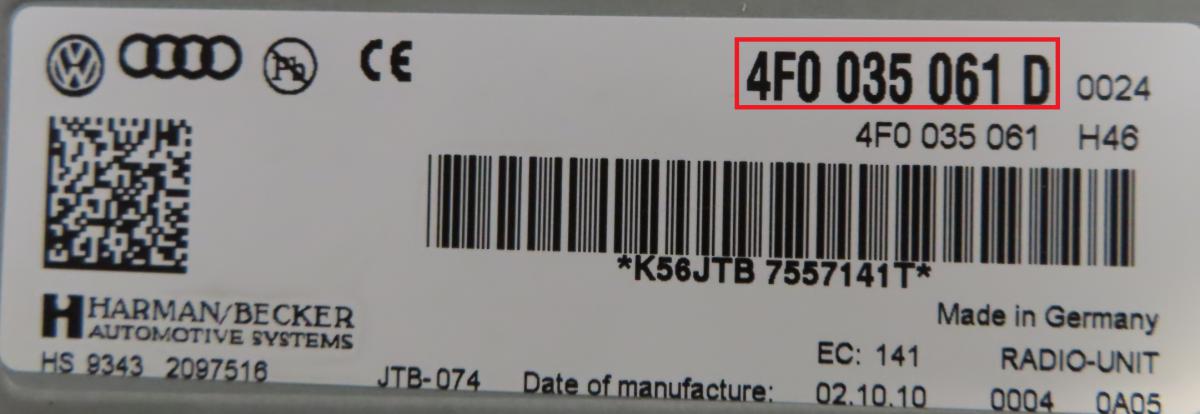 4F0 035 061 D 0024
4F0 035 061 H46
*K56JTB 7557141T*
HARMAN/BECKER
AUTOMOTIVE SYSTEMS
Made in Germany
HS 9343 2097516
EC: 141 RADIO-UNIT
JTB-074 Date of manufacture: 02.10.10 0004 0A05